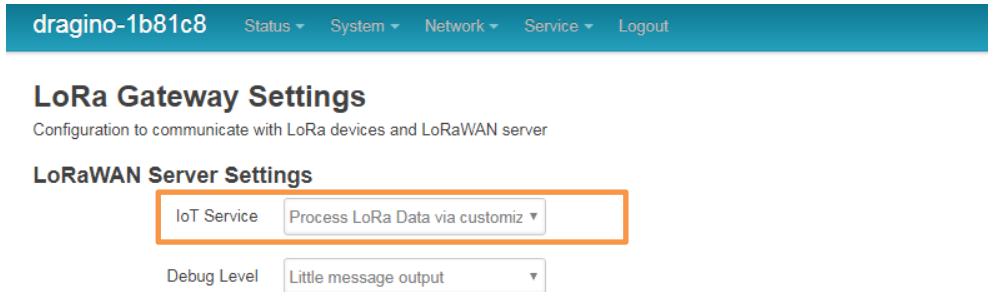 dragino-1b81c8 Status System Network Service Logout
LoRa Gateway Settings
Configuration to communicate with LoRa devices and LoRaWAN server
LoRaWAN Server Settings
IoT Service Process LoRa Data via customiz
Debug Level Little message output